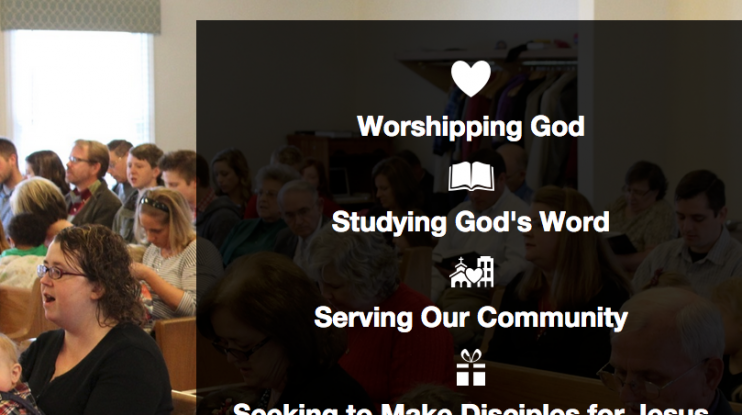 Worshipping God
Studying God's Word
Serving Our Community
Seeking to Make Disciples for Jesus